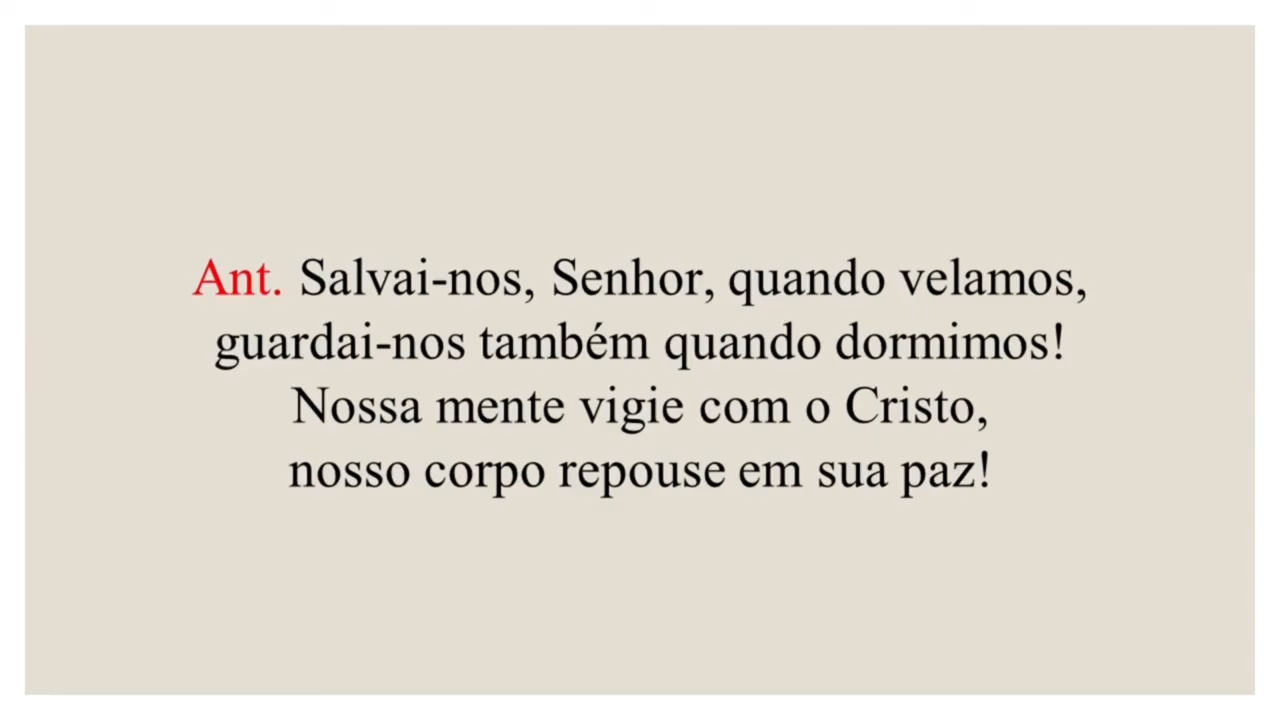 Ant. Salvai-nos, Senhor, quando velamos,
guardai-nos também quando dormimos!
Nossa mente vigie com o Cristo,
nosso corpo repouse em sua paz!